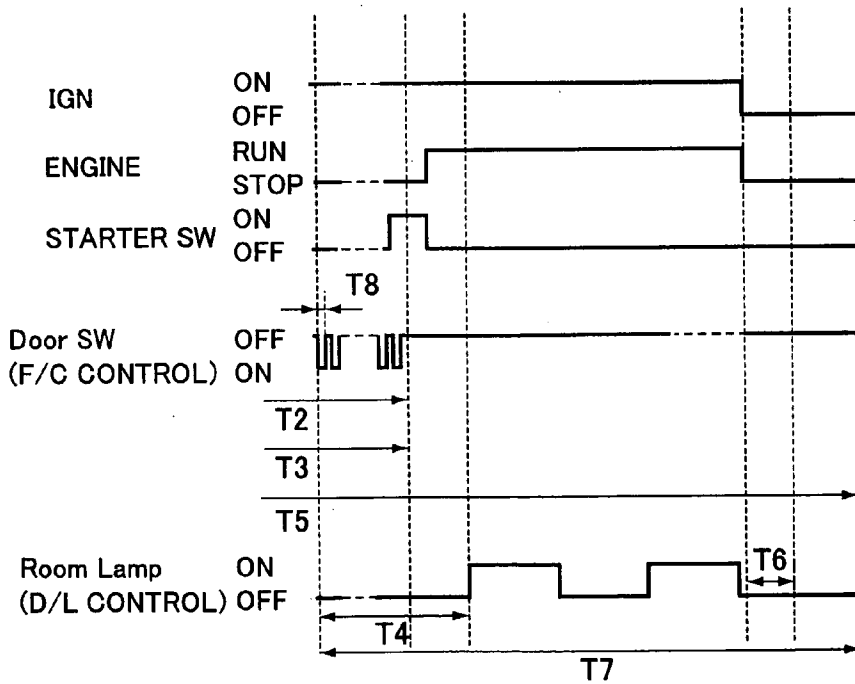 IGN ON
OFF
ENGINE RUN
STOP
STARTER SW ON
OFF
T8
Door SW OFF
(F/C CONTROL) ON
T2
T3
T5
Room Lamp ON
(D/L CONTROL) OFF
T6
T4
T7